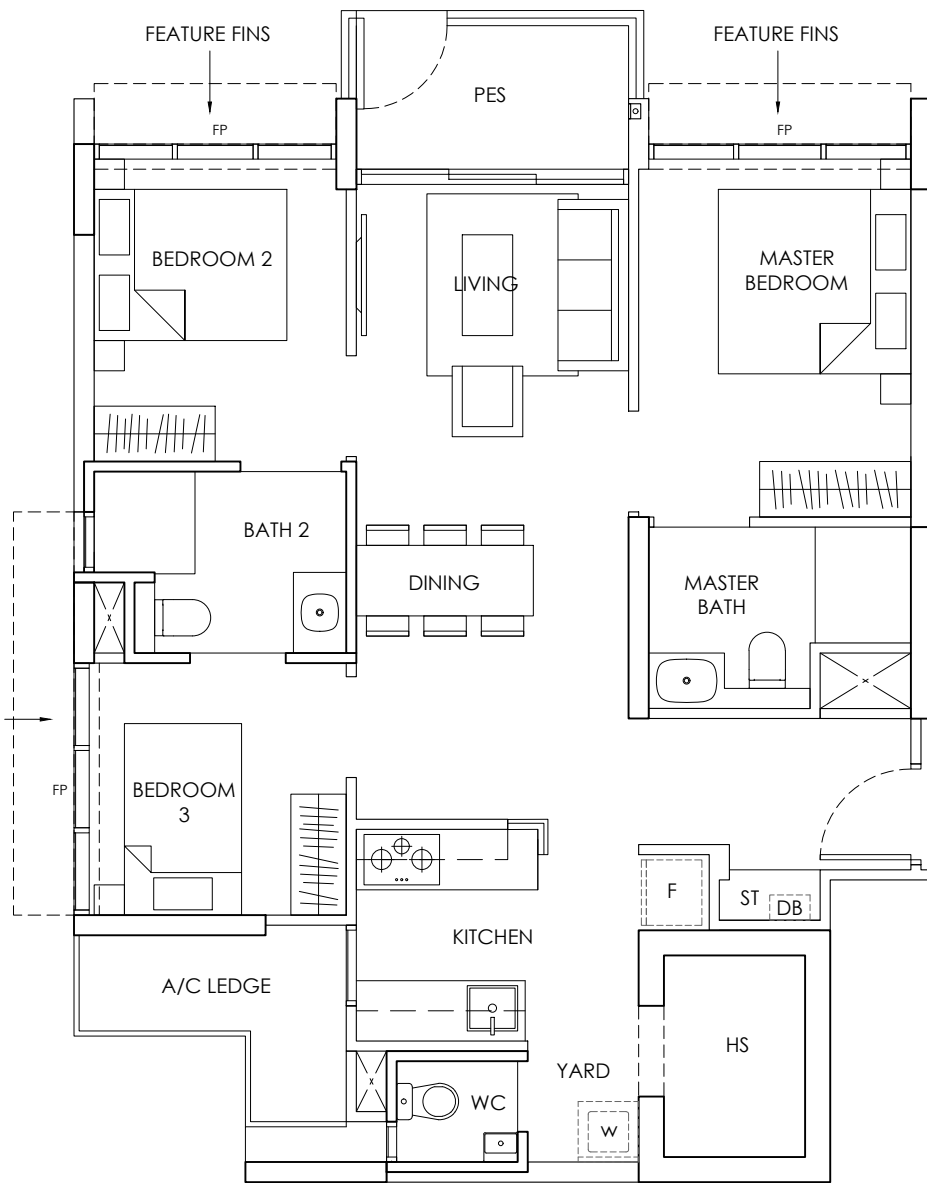 FEATURE FINS
FEATURE FINS
PES
FP
FP
BEDROOM 2
LIVING
MASTER
BEDROOM
BATH 2
DINING
MASTER
BATH
FP
BEDROOM
3
F
ST
DB
KITCHEN
A/C LEDGE
HS
YARD
WC
W